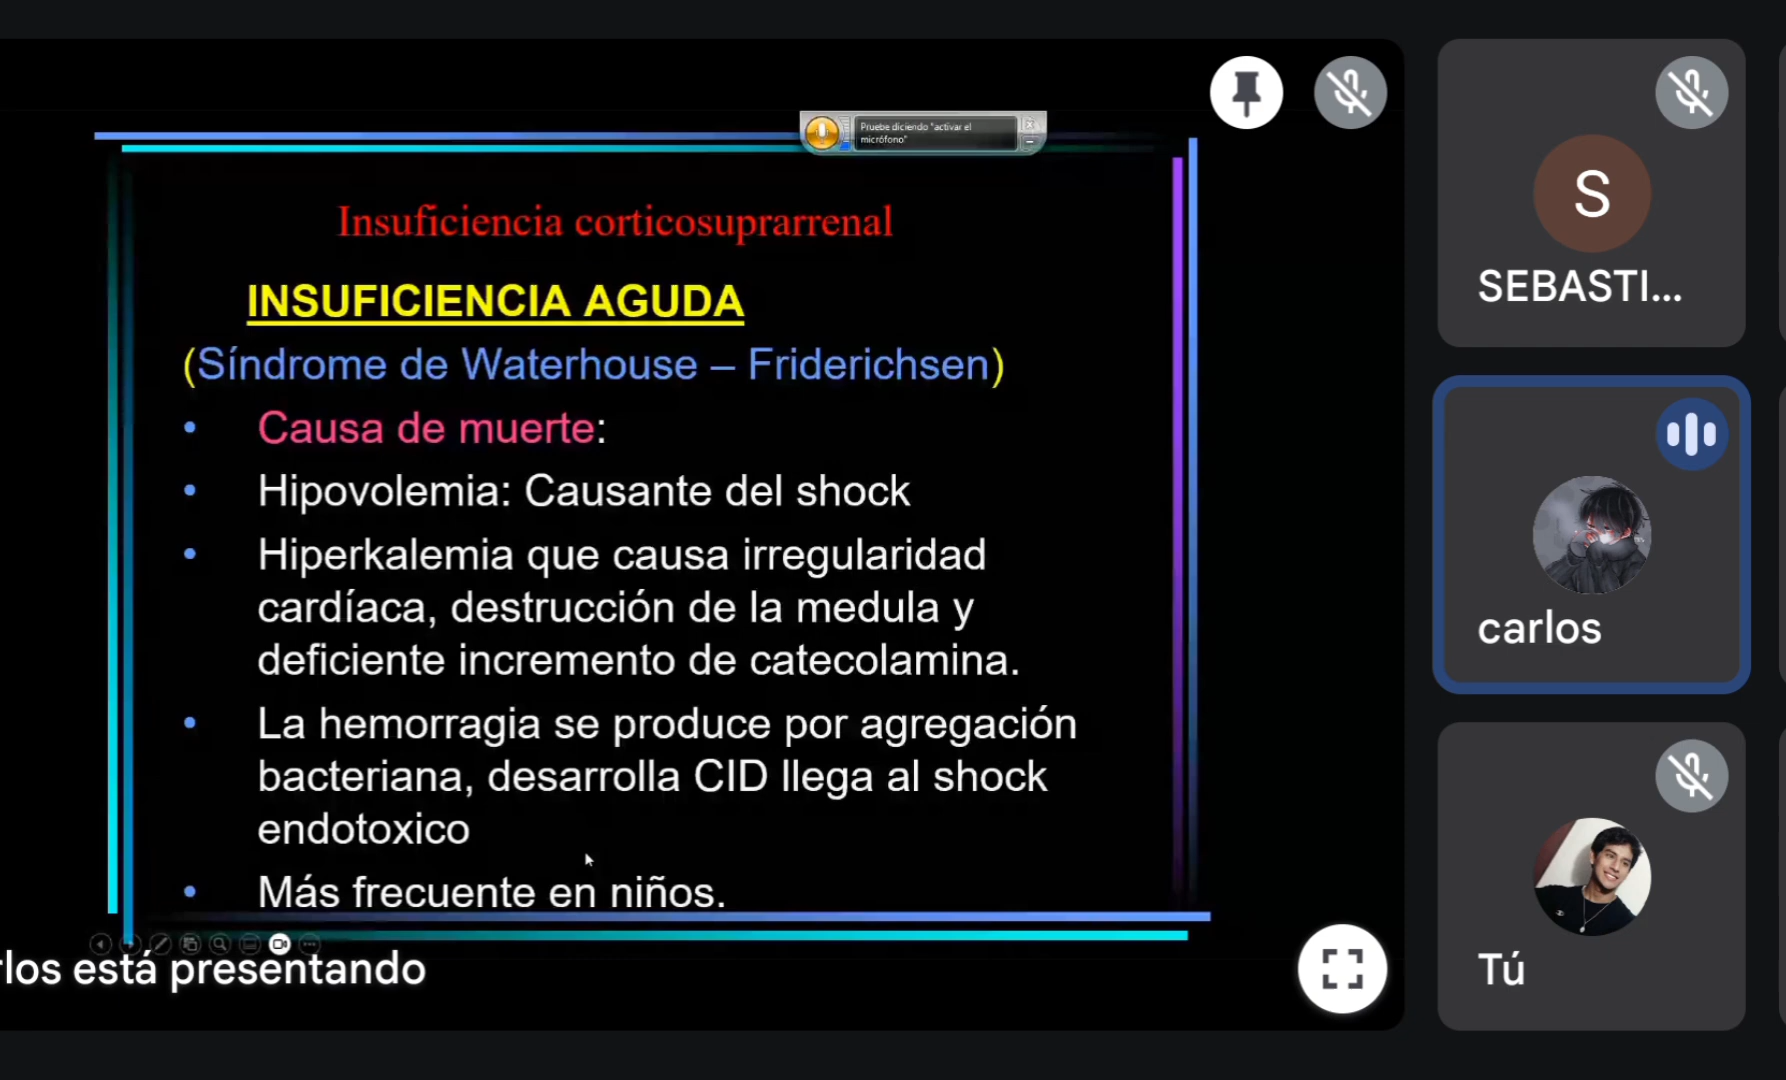 Pruebe diciendo "activar el
micrófono"
Insuficiencia corticosuprarrenal
INSUFICIENCIA AGUDA
(Síndrome de Waterhouse – Friderichsen)
• Causa de muerte:
• Hipovolemia: Causante del shock
• Hiperkalemia que causa irregularidad
cardíaca, destrucción de la medula y
deficiente incremento de catecolamina.
• La hemorragia se produce por agregación
bacteriana, desarrolla CID llega al shock
endotoxico
• Más frecuente en niños.
rlos está presentando
S
SEBASTI...
carlos
Tú